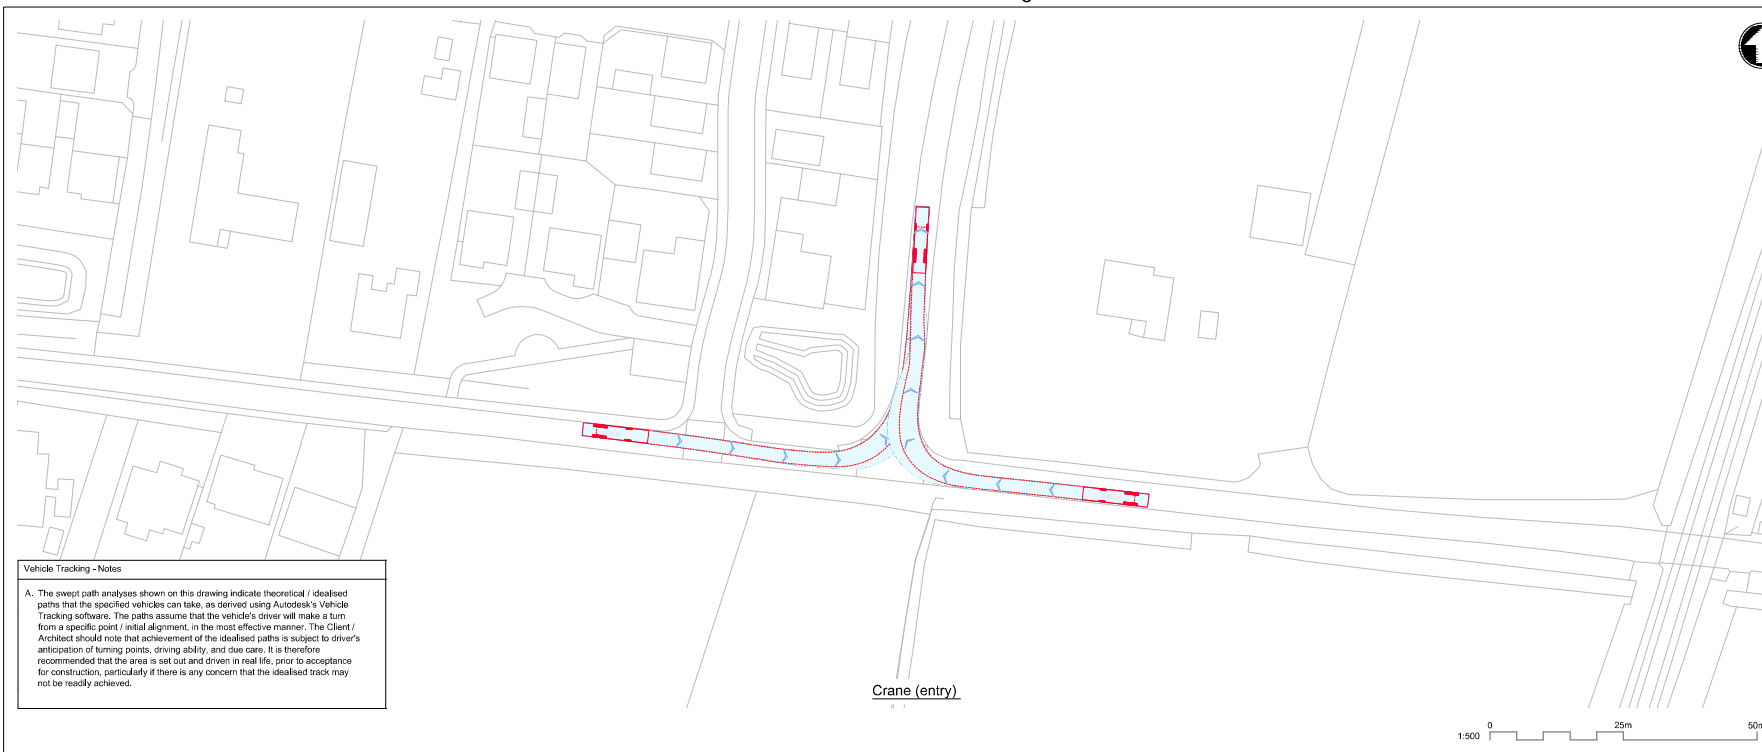 Vehicle Tracking - Notes
A. The swept path analyses shown on this drawing indicate theoretical / idealised
paths that the specified vehicles can take, as derived using Autodesk's Vehicle
Tracking software. The paths assume that the vehicle's driver will make a turn
from a specific point / initial alignment, in the most effective manner. The Client /
Architect should note that achievement of the idealised paths is subject to driver's
anticipation of turning points, driving ability, and due care. It is therefore
recommended that the area is set out and driven in real life, prior to acceptance
for construction, particularly if there is any concern that the idealised track may
not be readily achieved.
Crane (entry)
0 25m 50m
1:500